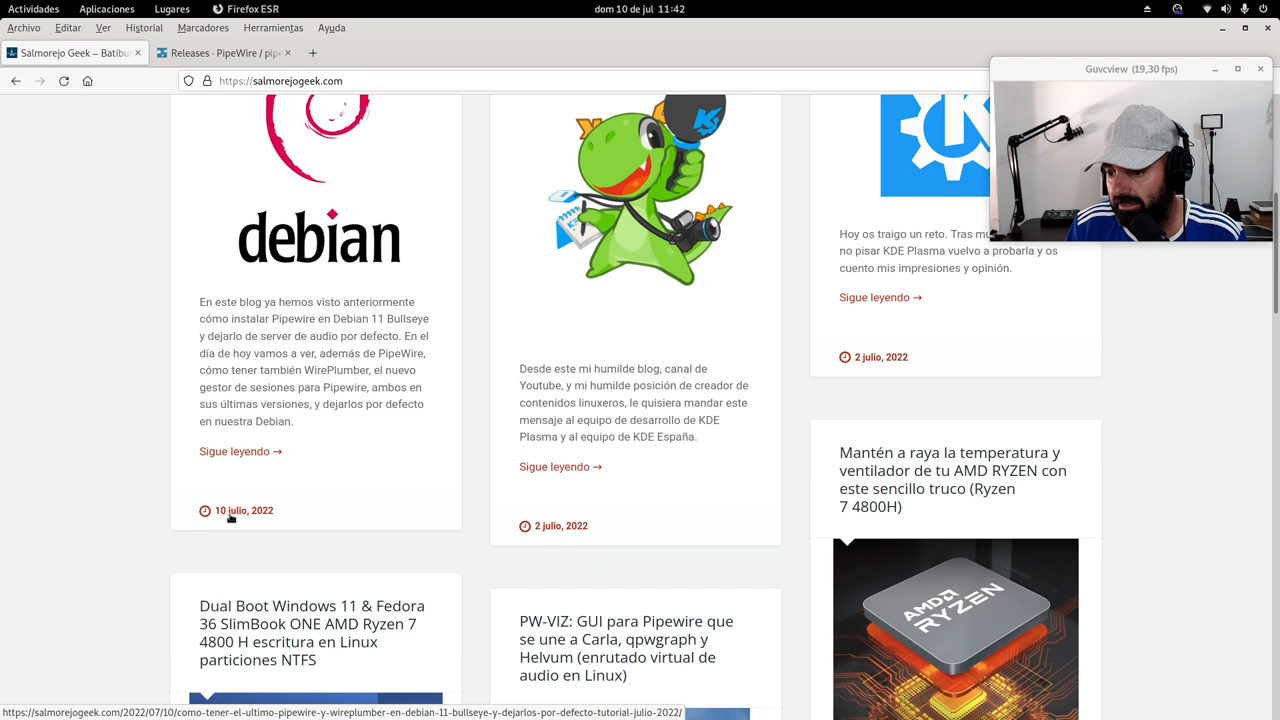 Actividades Aplicaciones Lugares Firefox ESR dom 10 de jul 11:42
Archivo Editar Ver Historial Marcadores Herramientas Ayuda
Salmorejo Geek – Batibu Releases · PipeWire / pip
https://salmorejogeek.com
Guvcview (19,30 fps)
debian
En este blog ya hemos visto anteriormente
cómo instalar Pipewire en Debian 11 Bullseye
y dejarlo de server de audio por defecto. En el
día de hoy vamos a ver, además de PipeWire,
cómo tener también WirePlumber, el nuevo
gestor de sesiones para Pipewire, ambos en
sus últimas versiones, y dejarlos por defecto
en nuestra Debian.
Sigue leyendo →
10 julio, 2022
Dual Boot Windows 11 & Fedora
36 SlimBook ONE AMD Ryzen 7
4800 H escritura en Linux
particiones NTFS
Desde este mi humilde blog, canal de
Youtube, y mi humilde posición de creador de
contenidos linuxeros, le quisiera mandar este
mensaje al equipo de desarrollo de KDE
Plasma y al equipo de KDE España.
Sigue leyendo →
2 julio, 2022
PW-VIZ: GUI para Pipewire que
se une a Carla, qpwgraph y
Helvum (enrutado virtual de
audio en Linux)
Hoy os traigo un reto. Tras mu
no pisar KDE Plasma vuelvo a probarla y os
cuento mis impresiones y opinión.
Sigue leyendo →
2 julio, 2022
Mantén a raya la temperatura y
ventilador de tu AMD RYZEN con
este sencillo truco (Ryzen
7 4800H)
AMD
RYZEN
https://salmorejogeek.com/2022/07/10/como-tener-el-ultimo-pipewire-y-wireplumber-en-debian-11-bullseye-y-dejarlos-por-defecto-tutorial-julio-2022/